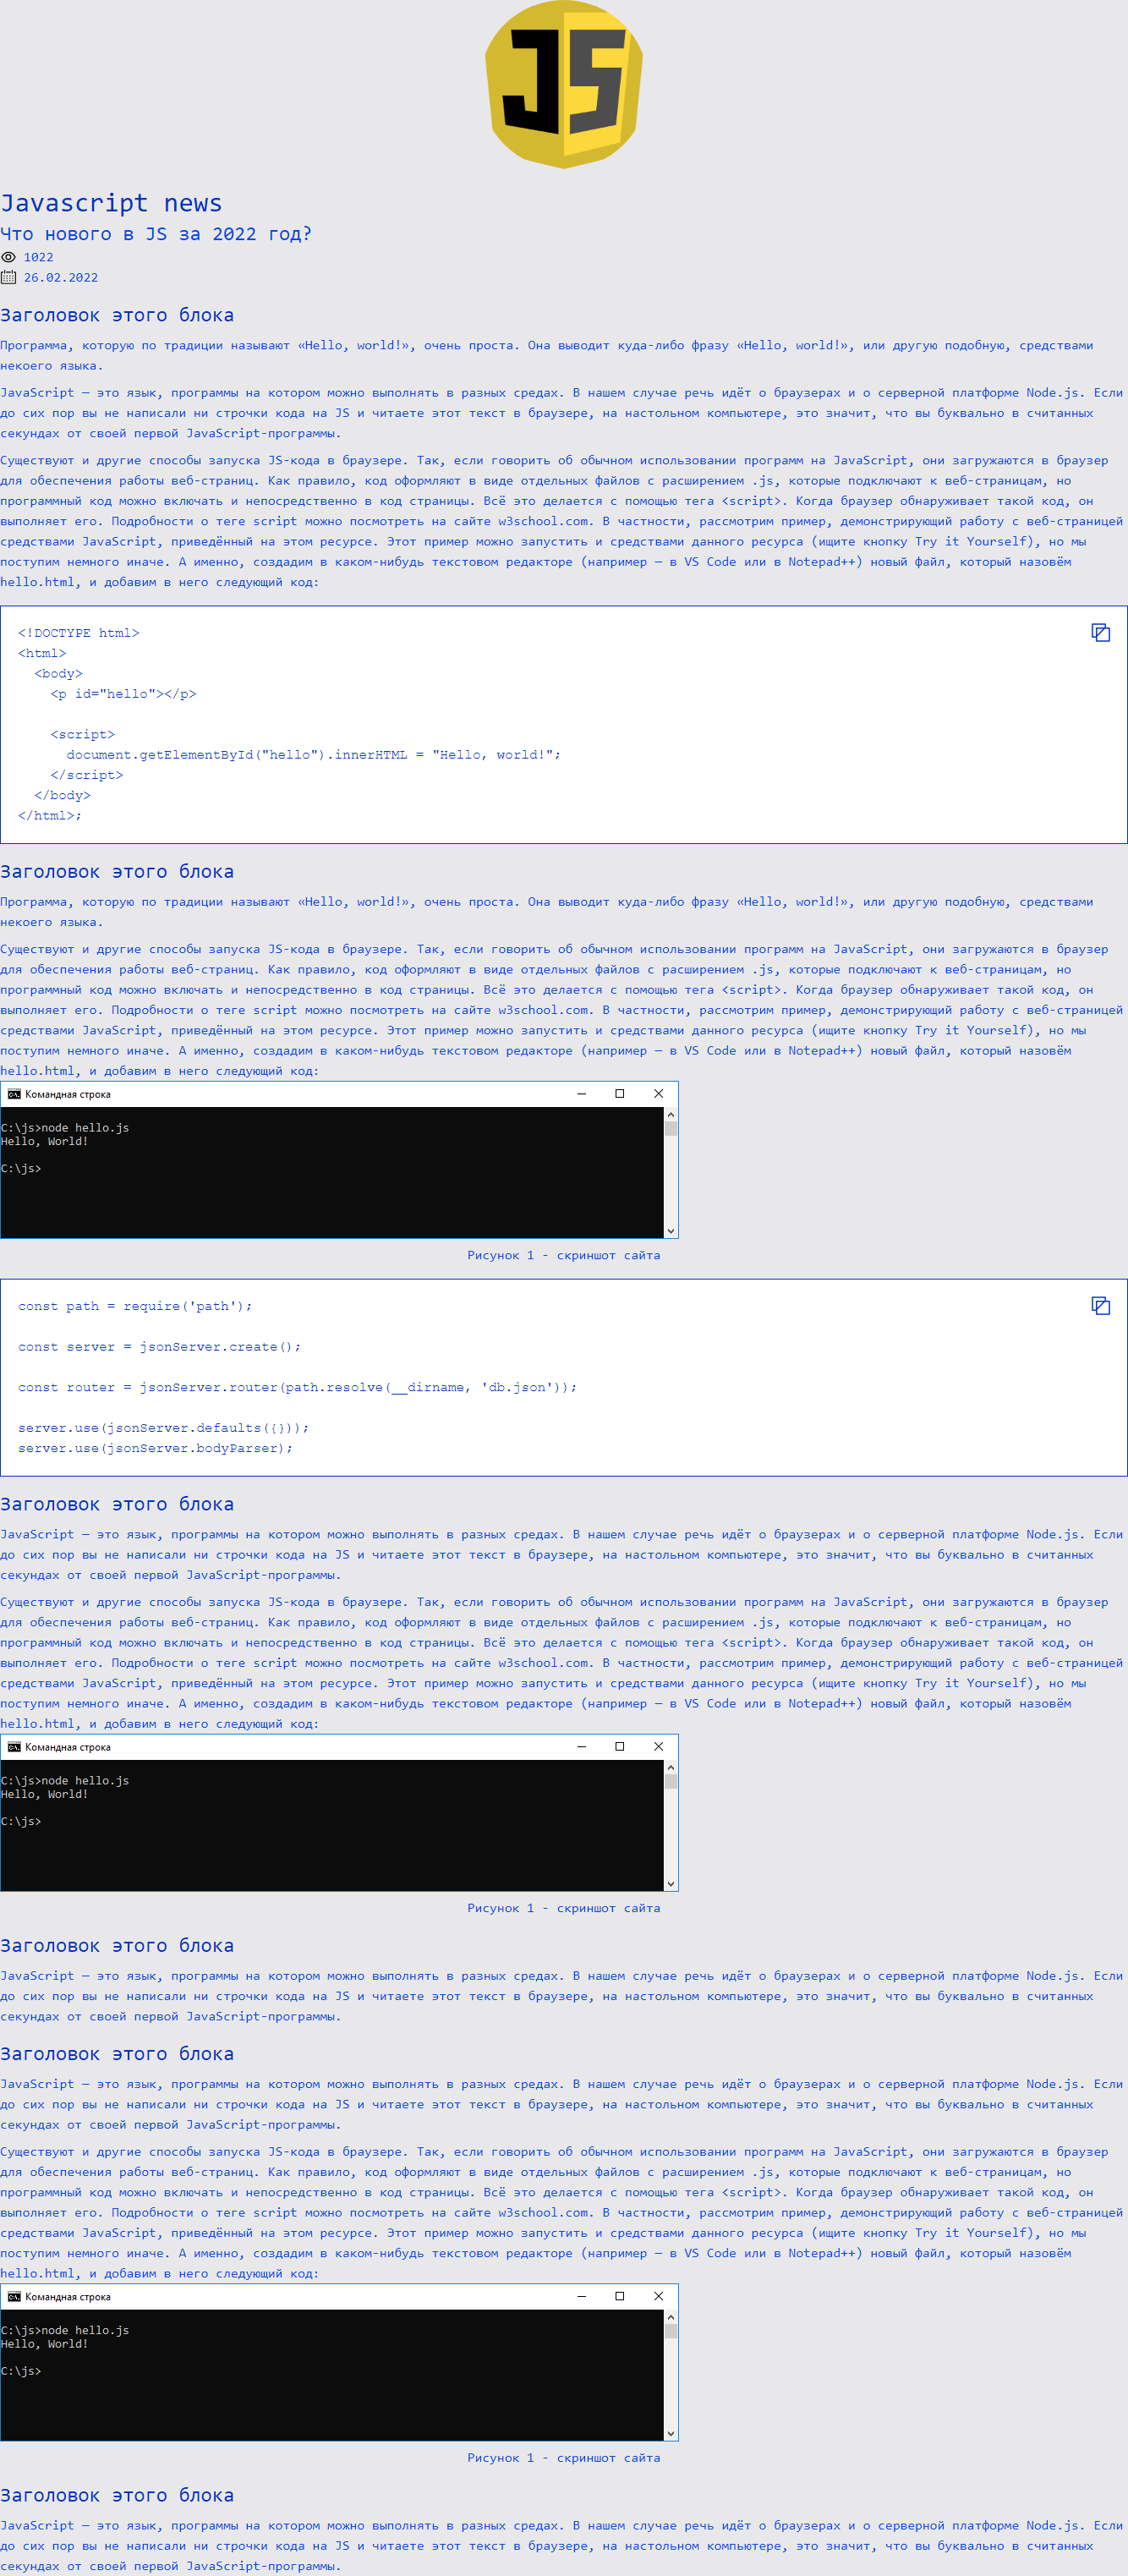 JS
Javascript news
Что нового в JS за 2022 год?
1022
26.02.2022
Заголовок этого блока
Программа, которую по традиции называют «Hello, world!», очень проста. Она выводит куда-либо фразу «Hello, world!», или другую подобную, средствами
некоего языка.
JavaScript — это язык, программы на котором можно выполнять в разных средах. В нашем случае речь идёт о браузерах и о серверной платформе Node.js. Если
до сих пор вы не написали ни строчки кода на JS и читаете этот текст в браузере, на настольном компьютере, это значит, что вы буквально в считанных
секундах от своей первой JavaScript-программы.
Существуют и другие способы запуска JS-кода в браузере. Так, если говорить об обычном использовании программ на JavaScript, они загружаются в браузер
для обеспечения работы веб-страниц. Как правило, код оформляют в виде отдельных файлов с расширением .js, которые подключают к веб-страницам, но
программный код можно включать и непосредственно в код страницы. Всё это делается с помощью тега <script>. Когда браузер обнаруживает такой код, он
выполняет его. Подробности о теге script можно посмотреть на сайте w3school.com. В частности, рассмотрим пример, демонстрирующий работу с веб-страницей
средствами JavaScript, приведённый на этом ресурсе. Этот пример можно запустить и средствами данного ресурса (ищите кнопку Try it Yourself), но мы
поступим немного иначе. А именно, создадим в каком-нибудь текстовом редакторе (например — в VS Code или в Notepad++) новый файл, который назовём
hello.html, и добавим в него следующий код:
<!DOCTYPE html>
<html>
<body>
<p id="hello"></p>
<script>
document.getElementById("hello").innerHTML = "Hello, world!";
</script>
</body>
</html>;
Заголовок этого блока
Программа, которую по традиции называют «Hello, world!», очень проста. Она выводит куда-либо фразу «Hello, world!», или другую подобную, средствами
некоего языка.
Существуют и другие способы запуска JS-кода в браузере. Так, если говорить об обычном использовании программ на JavaScript, они загружаются в браузер
для обеспечения работы веб-страниц. Как правило, код оформляют в виде отдельных файлов с расширением .js, которые подключают к веб-страницам, но
программный код можно включать и непосредственно в код страницы. Всё это делается с помощью тега <script>. Когда браузер обнаруживает такой код, он
выполняет его. Подробности о теге script можно посмотреть на сайте w3school.com. В частности, рассмотрим пример, демонстрирующий работу с веб-страницей
средствами JavaScript, приведённый на этом ресурсе. Этот пример можно запустить и средствами данного ресурса (ищите кнопку Try it Yourself), но мы
поступим немного иначе. А именно, создадим в каком-нибудь текстовом редакторе (например — в VS Code или в Notepad++) новый файл, который назовём
hello.html, и добавим в него следующий код:
Командная строка
C:\js>node hello.js
Hello, World!
C:\js>
Рисунок 1 - скриншот сайта
const path = require('path');
const server = jsonServer.create();
const router = jsonServer.router(path.resolve(__dirname, 'db.json'));
server.use(jsonServer.defaults({}));
server.use(jsonServer.bodyParser);
Заголовок этого блока
JavaScript — это язык, программы на котором можно выполнять в разных средах. В нашем случае речь идёт о браузерах и о серверной платформе Node.js. Если
до сих пор вы не написали ни строчки кода на JS и читаете этот текст в браузере, на настольном компьютере, это значит, что вы буквально в считанных
секундах от своей первой JavaScript-программы.
Существуют и другие способы запуска JS-кода в браузере. Так, если говорить об обычном использовании программ на JavaScript, они загружаются в браузер
для обеспечения работы веб-страниц. Как правило, код оформляют в виде отдельных файлов с расширением .js, которые подключают к веб-страницам, но
программный код можно включать и непосредственно в код страницы. Всё это делается с помощью тега <script>. Когда браузер обнаруживает такой код, он
выполняет его. Подробности о теге script можно посмотреть на сайте w3school.com. В частности, рассмотрим пример, демонстрирующий работу с веб-страницей
средствами JavaScript, приведённый на этом ресурсе. Этот пример можно запустить и средствами данного ресурса (ищите кнопку Try it Yourself), но мы
поступим немного иначе. А именно, создадим в каком-нибудь текстовом редакторе (например — в VS Code или в Notepad++) новый файл, который назовём
hello.html, и добавим в него следующий код:
Командная строка
C:\js>node hello.js
Hello, World!
C:\js>
Рисунок 1 - скриншот сайта
Заголовок этого блока
JavaScript — это язык, программы на котором можно выполнять в разных средах. В нашем случае речь идёт о браузерах и о серверной платформе Node.js. Если
до сих пор вы не написали ни строчки кода на JS и читаете этот текст в браузере, на настольном компьютере, это значит, что вы буквально в считанных
секундах от своей первой JavaScript-программы.
Заголовок этого блока
JavaScript — это язык, программы на котором можно выполнять в разных средах. В нашем случае речь идёт о браузерах и о серверной платформе Node.js. Если
до сих пор вы не написали ни строчки кода на JS и читаете этот текст в браузере, на настольном компьютере, это значит, что вы буквально в считанных
секундах от своей первой JavaScript-программы.
Существуют и другие способы запуска JS-кода в браузере. Так, если говорить об обычном использовании программ на JavaScript, они загружаются в браузер
для обеспечения работы веб-страниц. Как правило, код оформляют в виде отдельных файлов с расширением .js, которые подключают к веб-страницам, но
программный код можно включать и непосредственно в код страницы. Всё это делается с помощью тега <script>. Когда браузер обнаруживает такой код, он
выполняет его. Подробности о теге script можно посмотреть на сайте w3school.com. В частности, рассмотрим пример, демонстрирующий работу с веб-страницей
средствами JavaScript, приведённый на этом ресурсе. Этот пример можно запустить и средствами данного ресурса (ищите кнопку Try it Yourself), но мы
поступим немного иначе. А именно, создадим в каком-нибудь текстовом редакторе (например — в VS Code или в Notepad++) новый файл, который назовём
hello.html, и добавим в него следующий код:
Командная строка
C:\js>node hello.js
Hello, World!
C:\js>
Рисунок 1 - скриншот сайта
Заголовок этого блока
JavaScript — это язык, программы на котором можно выполнять в разных средах. В нашем случае речь идёт о браузерах и о серверной платформе Node.js. Если
до сих пор вы не написали ни строчки кода на JS и читаете этот текст в браузере, на настольном компьютере, это значит, что вы буквально в считанных
секундах от своей первой JavaScript-программы.